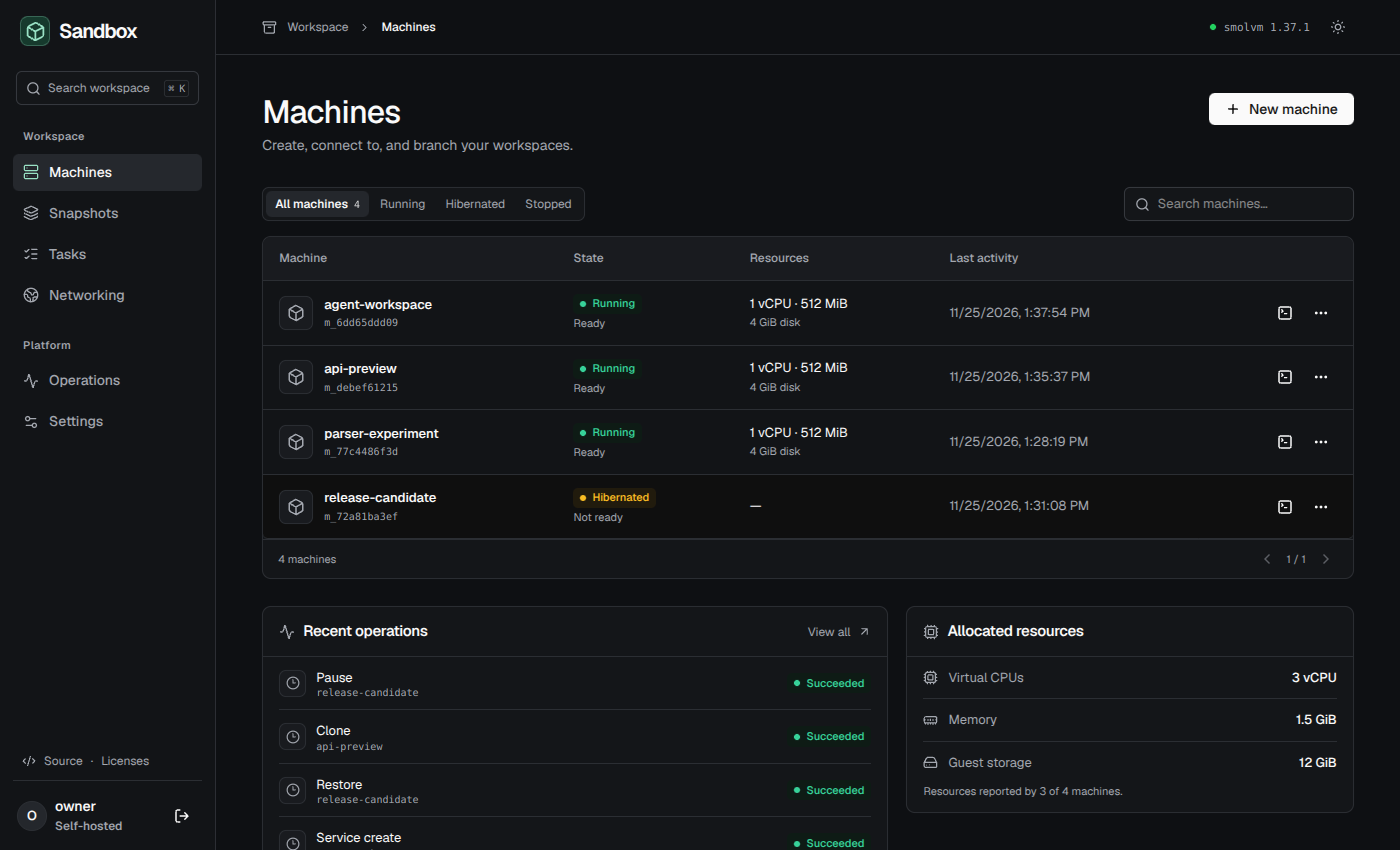 Sandbox
Search workspace ⌘ K
Workspace
Machines
Snapshots
Tasks
Networking
Platform
Operations
Settings
Source · Licenses
O
owner
Self-hosted
Workspace > Machines
smolvm 1.37.1
Machines
Create, connect to, and branch your workspaces.
+ New machine
All machines 4 Running Hibernated Stopped
Search machines…
Machine State Resources Last activity
agent-workspace Running 1 vCPU · 512 MiB 11/25/2026, 1:37:54 PM
m_6dd65ddd09 Ready 4 GiB disk
api-preview Running 1 vCPU · 512 MiB 11/25/2026, 1:35:37 PM
m_debef61215 Ready 4 GiB disk
parser-experiment Running 1 vCPU · 512 MiB 11/25/2026, 1:28:19 PM
m_77c4486f3d Ready 4 GiB disk
release-candidate Hibernated — 11/25/2026, 1:31:08 PM
m_72a81ba3ef Not ready
4 machines 1 / 1
Recent operations View all
Pause Succeeded
release-candidate
Clone Succeeded
api-preview
Restore Succeeded
release-candidate
Service create Succeeded
Allocated resources
Virtual CPUs 3 vCPU
Memory 1.5 GiB
Guest storage 12 GiB
Resources reported by 3 of 4 machines.